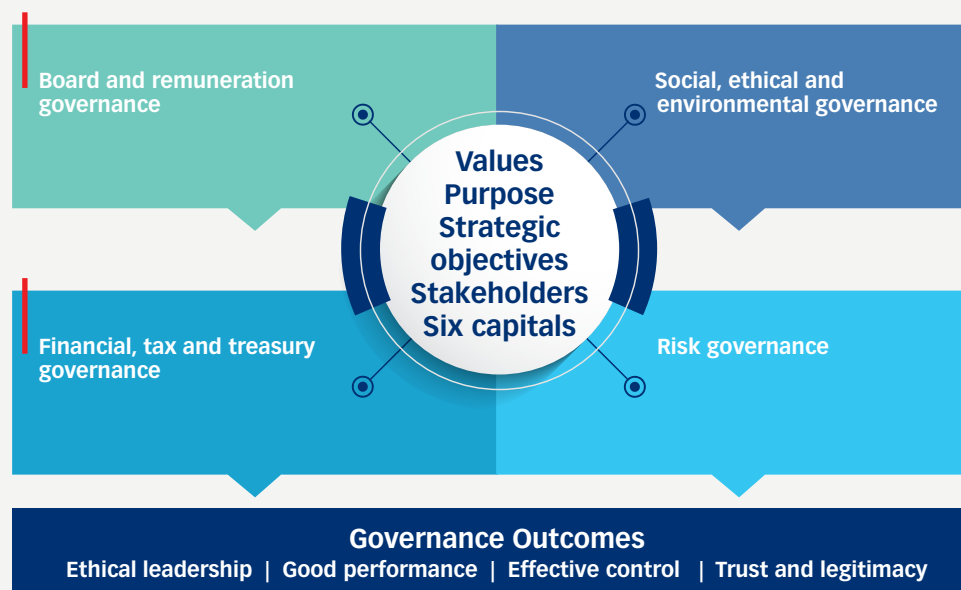 Board and remuneration
governance
Social, ethical and
environmental governance
Values
Purpose
Strategic
objectives
Stakeholders
Six capitals
Financial, tax and treasury
governance
Risk governance
Governance Outcomes
Ethical leadership | Good performance | Effective control | Trust and legitimacy